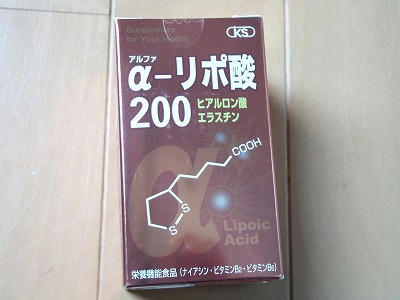 Supplement
for Your Health
ks
アルファ
α-リポ酸
200
ヒアルロン酸
エラスチン
α
COOH
S
S
Lipoic
Acid
栄養機能食品(ナイアシン・ビタミンB₂・ビタミンB₆)